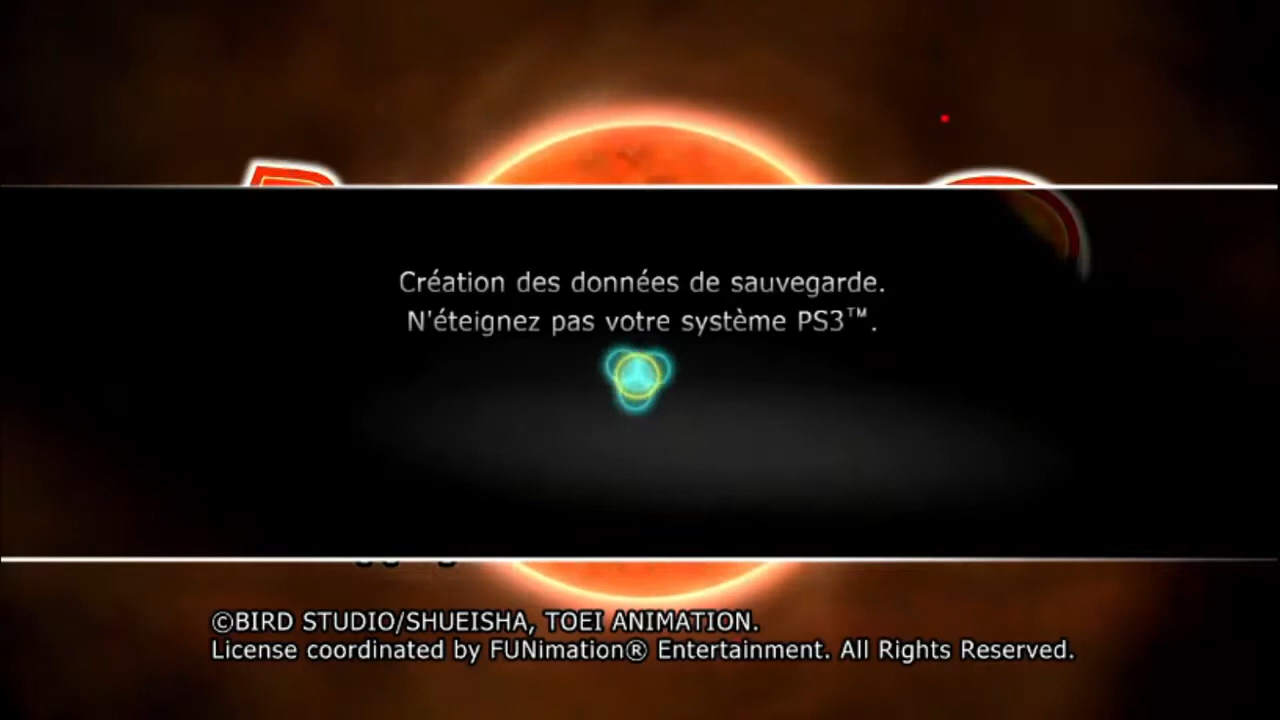 Création des données de sauvegarde.
N'éteignez pas votre système PS3™.
©BIRD STUDIO/SHUEISHA, TOEI ANIMATION.
License coordinated by FUNimation® Entertainment. All Rights Reserved.